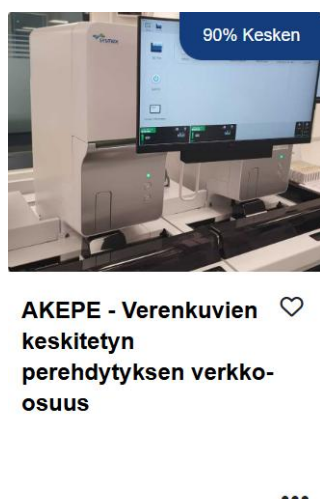 90% Kesken
AKEPE - Verenkuvien
keskitetyn
perehdytyksen verkko-
osuus